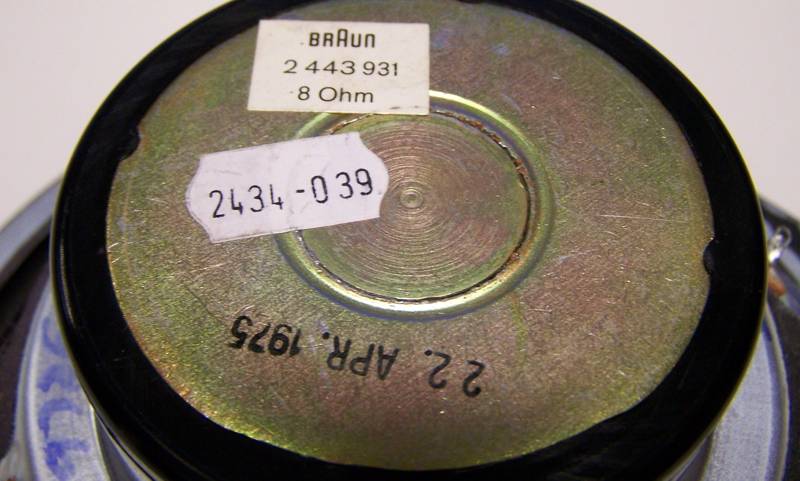 BRAUN
2 443 931
8 Ohm
2434-039
22. APR. 1975